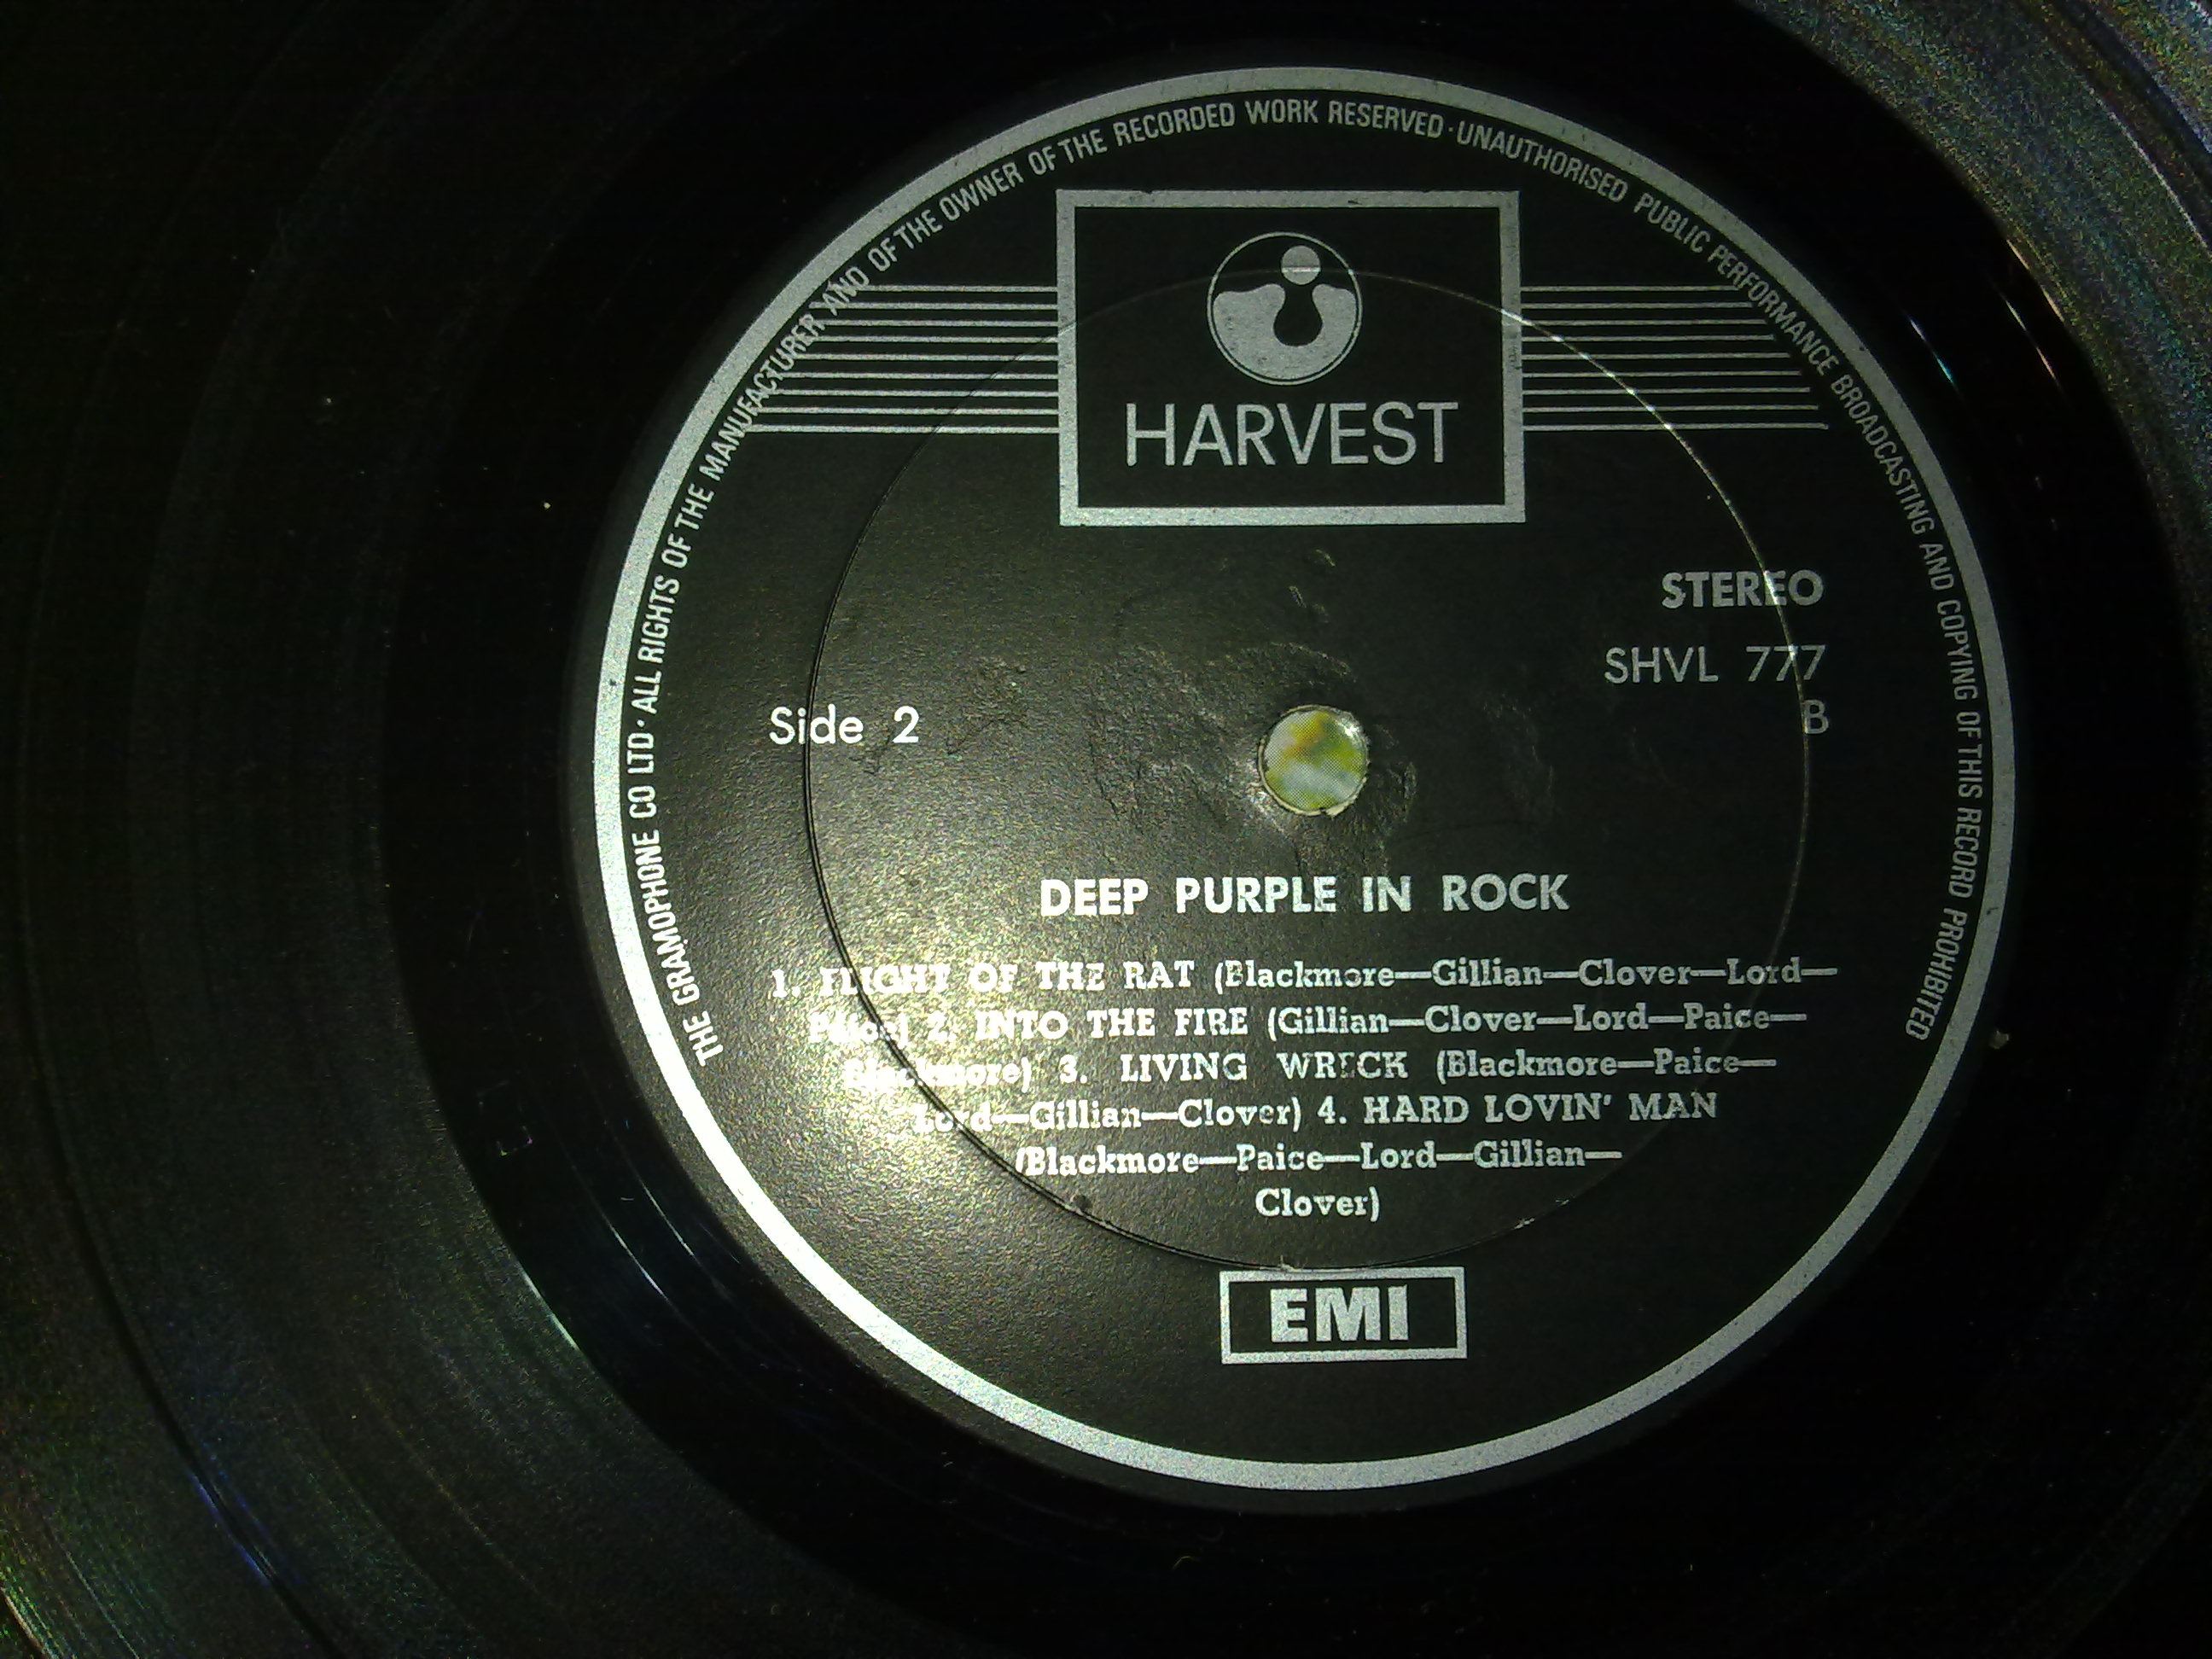 THE GRAMOPHONE CO LTD · ALL RIGHTS OF THE MANUFACTURER AND OF THE OWNER OF THE RECORDED WORK RESERVED · UNAUTHORISED PUBLIC PERFORMANCE BROADCASTING AND COPYING OF THIS RECORD PROHIBITED
HARVEST
STEREO
SHVL 777
B
Side 2
DEEP PURPLE IN ROCK
1. FLIGHT OF THE RAT (Blackmore—Gillian—Clover—Lord—
Paice) 2. INTO THE FIRE (Gillian—Clover—Lord—Paice—
Blackmore) 3. LIVING WRECK (Blackmore—Paice—
Lord—Gillian—Clover) 4. HARD LOVIN' MAN
(Blackmore—Paice—Lord—Gillian—
Clover)
EMI